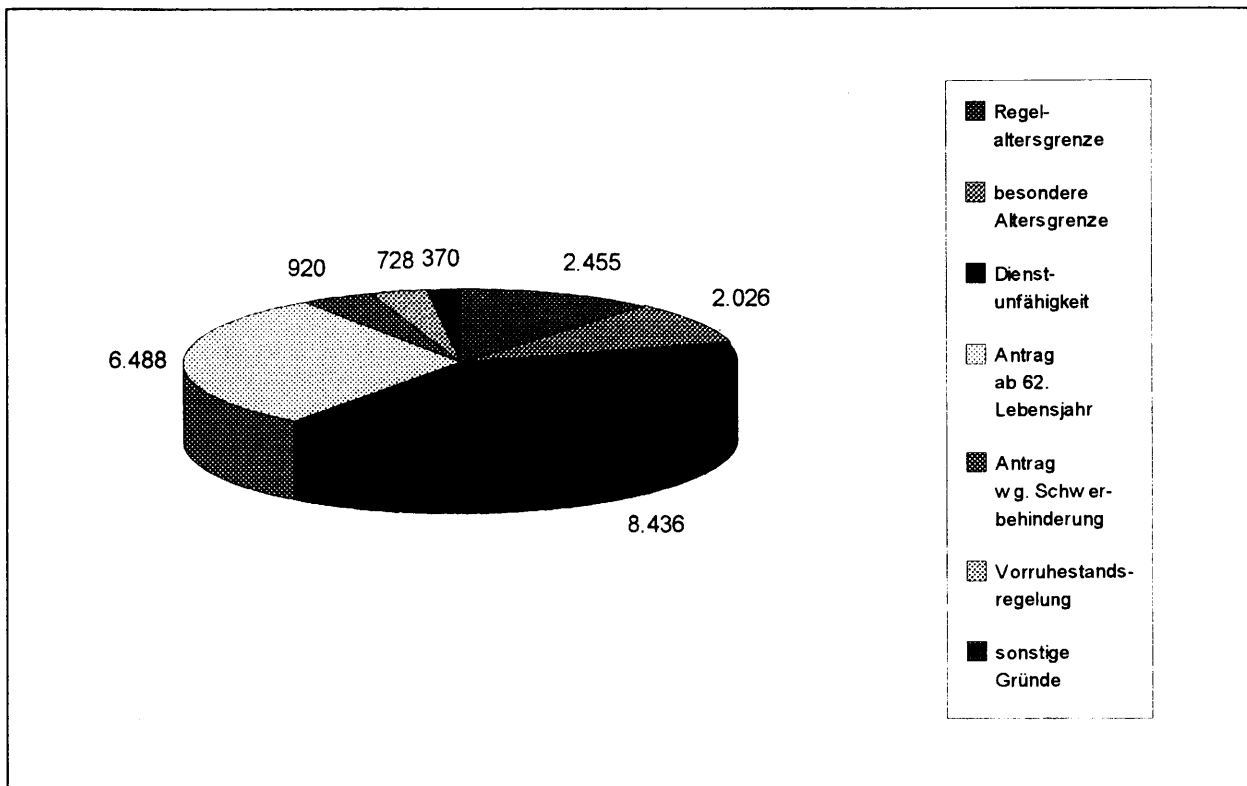 920
728
370
2.455
2.026
6.488
8.436
Regel-
altersgrenze
besondere
Altersgrenze
Dienst-
unfähigkeit
Antrag
ab 62.
Lebensjahr
Antrag
wg. Schwer-
behinderung
Vorruhestands-
regelung
sonstige
Gründe